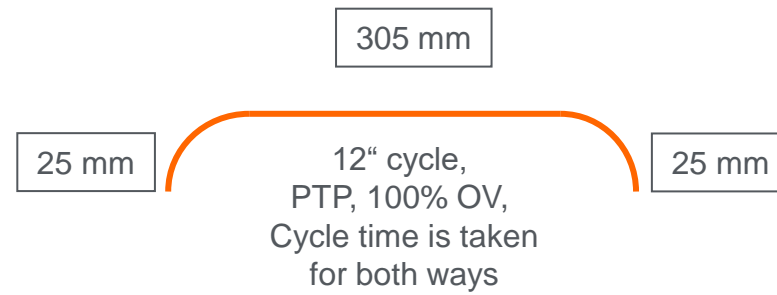 305 mm
25 mm
25 mm
12“ cycle,
PTP, 100% OV,
Cycle time is taken
for both ways